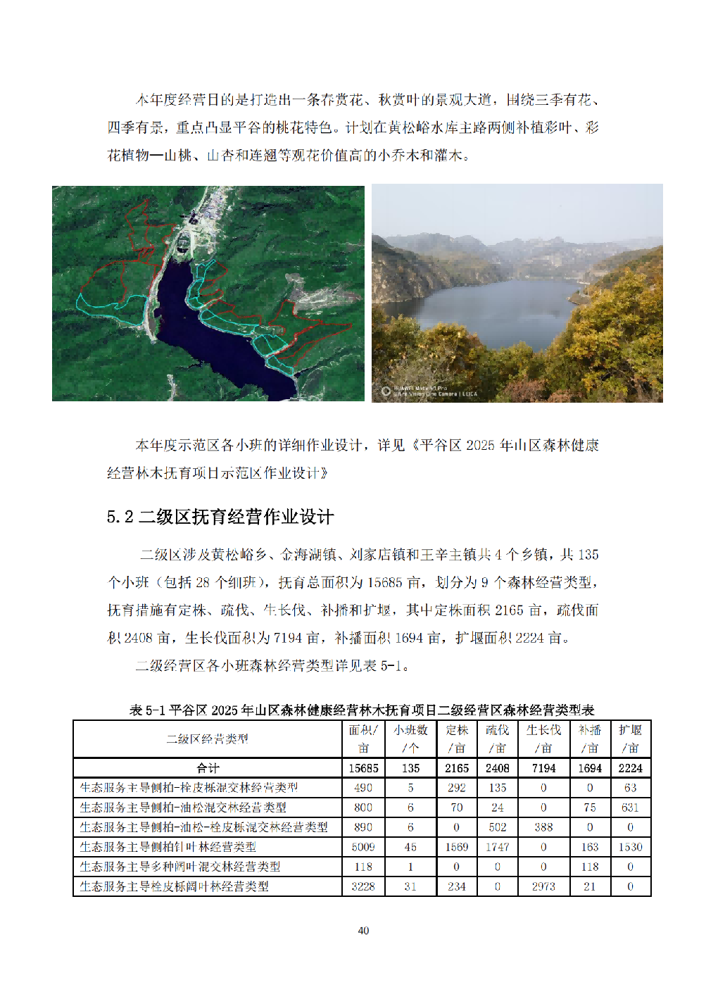 本年度经营目的是打造出一条春赏花、秋赏叶的景观大道，围绕三季有花、
四季有景，重点凸显平谷的桃花特色。计划在黄松峪水库主路两侧补植彩叶、彩
花植物—山桃、山杏和连翘等观花价值高的小乔木和灌木。
HUAWEI Mate 40 Pro
Ultra Vision Cine Camera | LEICA
本年度示范区各小班的详细作业设计，详见《平谷区 2025 年山区森林健康
经营林木抚育项目示范区作业设计》
5.2 二级区抚育经营作业设计
二级区涉及黄松峪乡、金海湖镇、刘家店镇和王辛主镇共 4 个乡镇，共 135
个小班（包括 28 个细班），抚育总面积为 15685 亩，划分为 9 个森林经营类型，
抚育措施有定株、疏伐、生长伐、补播和扩堰，其中定株面积 2165 亩，疏伐面
积 2408 亩，生长伐面积为 7194 亩，补播面积 1694 亩，扩堰面积 2224 亩。
二级经营区各小班森林经营类型详见表 5-1。
表 5-1 平谷区 2025 年山区森林健康经营林木抚育项目二级经营区森林经营类型表
二级区经营类型 面积/亩 小班数/个 定株/亩 疏伐/亩 生长伐/亩 补播/亩 扩堰/亩
合计 15685 135 2165 2408 7194 1694 2224
生态服务主导侧柏-栓皮栎混交林经营类型 490 5 292 135 0 0 63
生态服务主导侧柏-油松混交林经营类型 800 6 70 24 0 75 631
生态服务主导侧柏-油松-栓皮栎混交林经营类型 890 6 0 502 388 0 0
生态服务主导侧柏针叶林经营类型 5009 45 1569 1747 0 163 1530
生态服务主导多种阔叶混交林经营类型 118 1 0 0 0 118 0
生态服务主导栓皮栎阔叶林经营类型 3228 31 234 0 2973 21 0
40